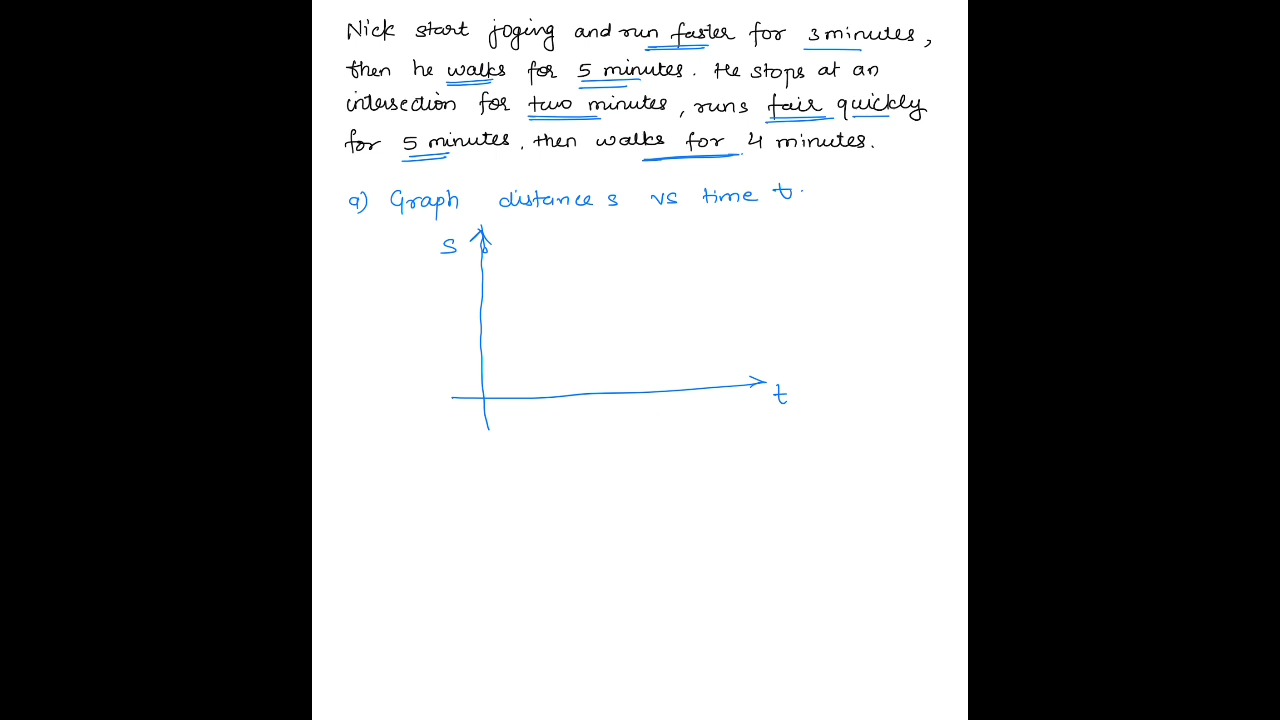 Nick start joging and run faster for 3 minutes,
then he walks for 5 minutes. He stops at an
intersection for two minutes, runs fair quickly
for 5 minutes, then walks for 4 minutes.
a) Graph distance s vs time t.
S
t